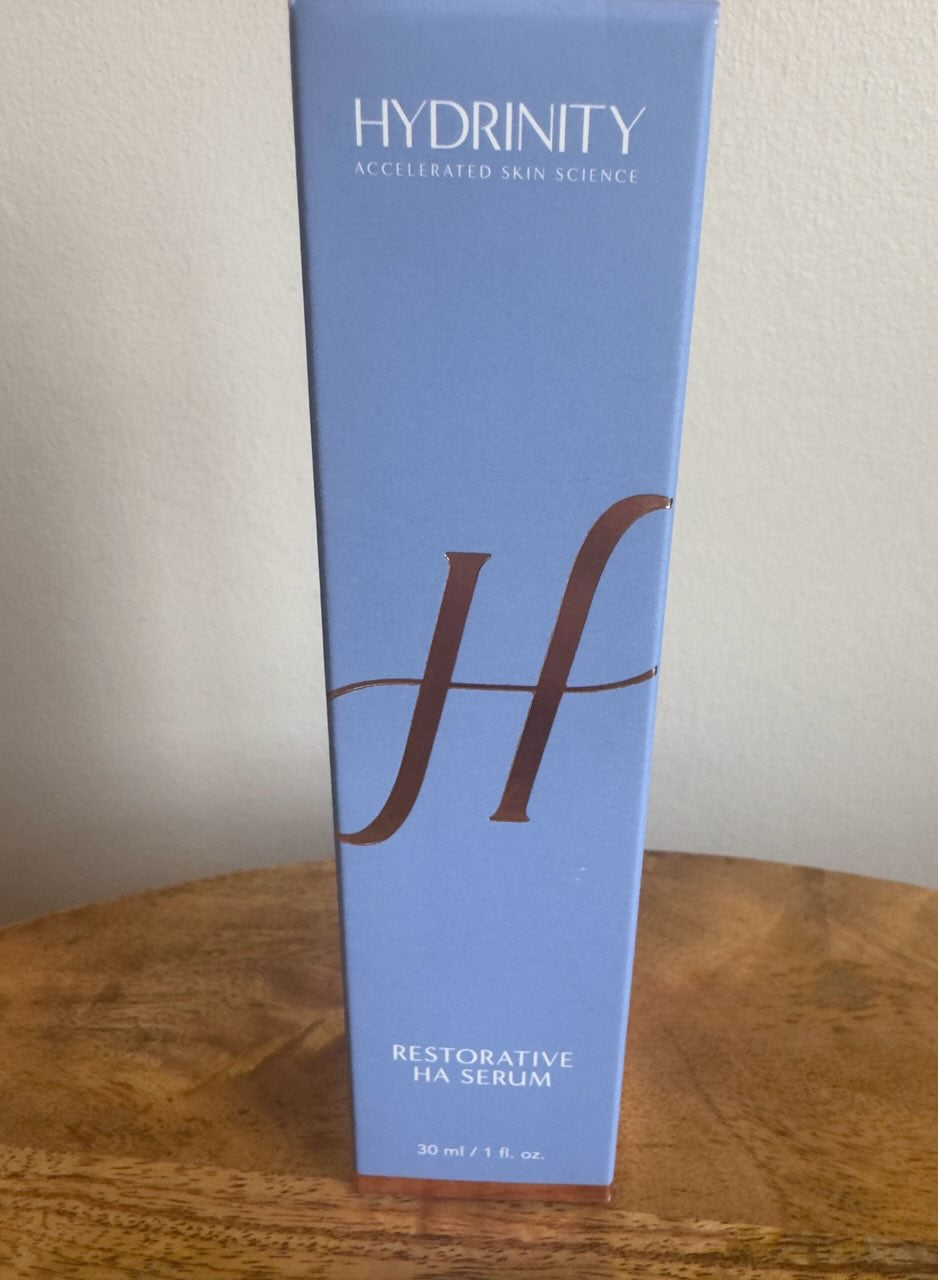 HYDRINITY
ACCELERATED SKIN SCIENCE
H
RESTORATIVE
HA SERUM
30 ml / 1 fl. oz.